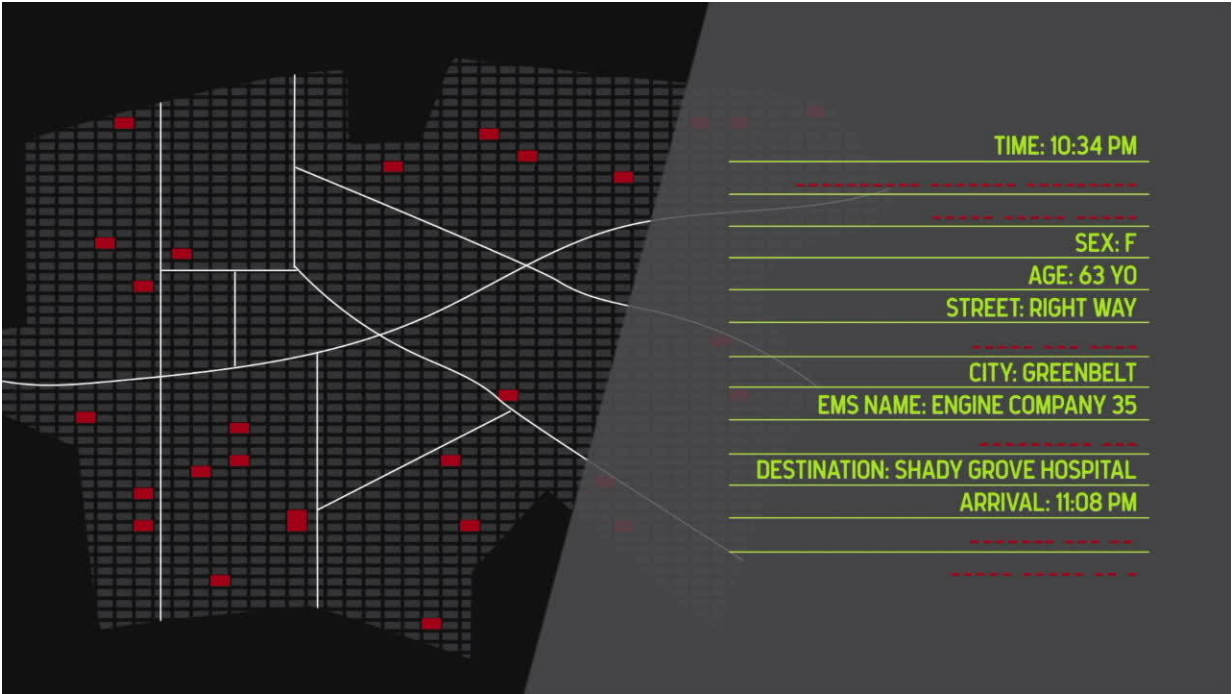 TIME: 10:34 PM
SEX: F
AGE: 63 YO
STREET: RIGHT WAY
CITY: GREENBELT
EMS NAME: ENGINE COMPANY 35
DESTINATION: SHADY GROVE HOSPITAL
ARRIVAL: 11:08 PM